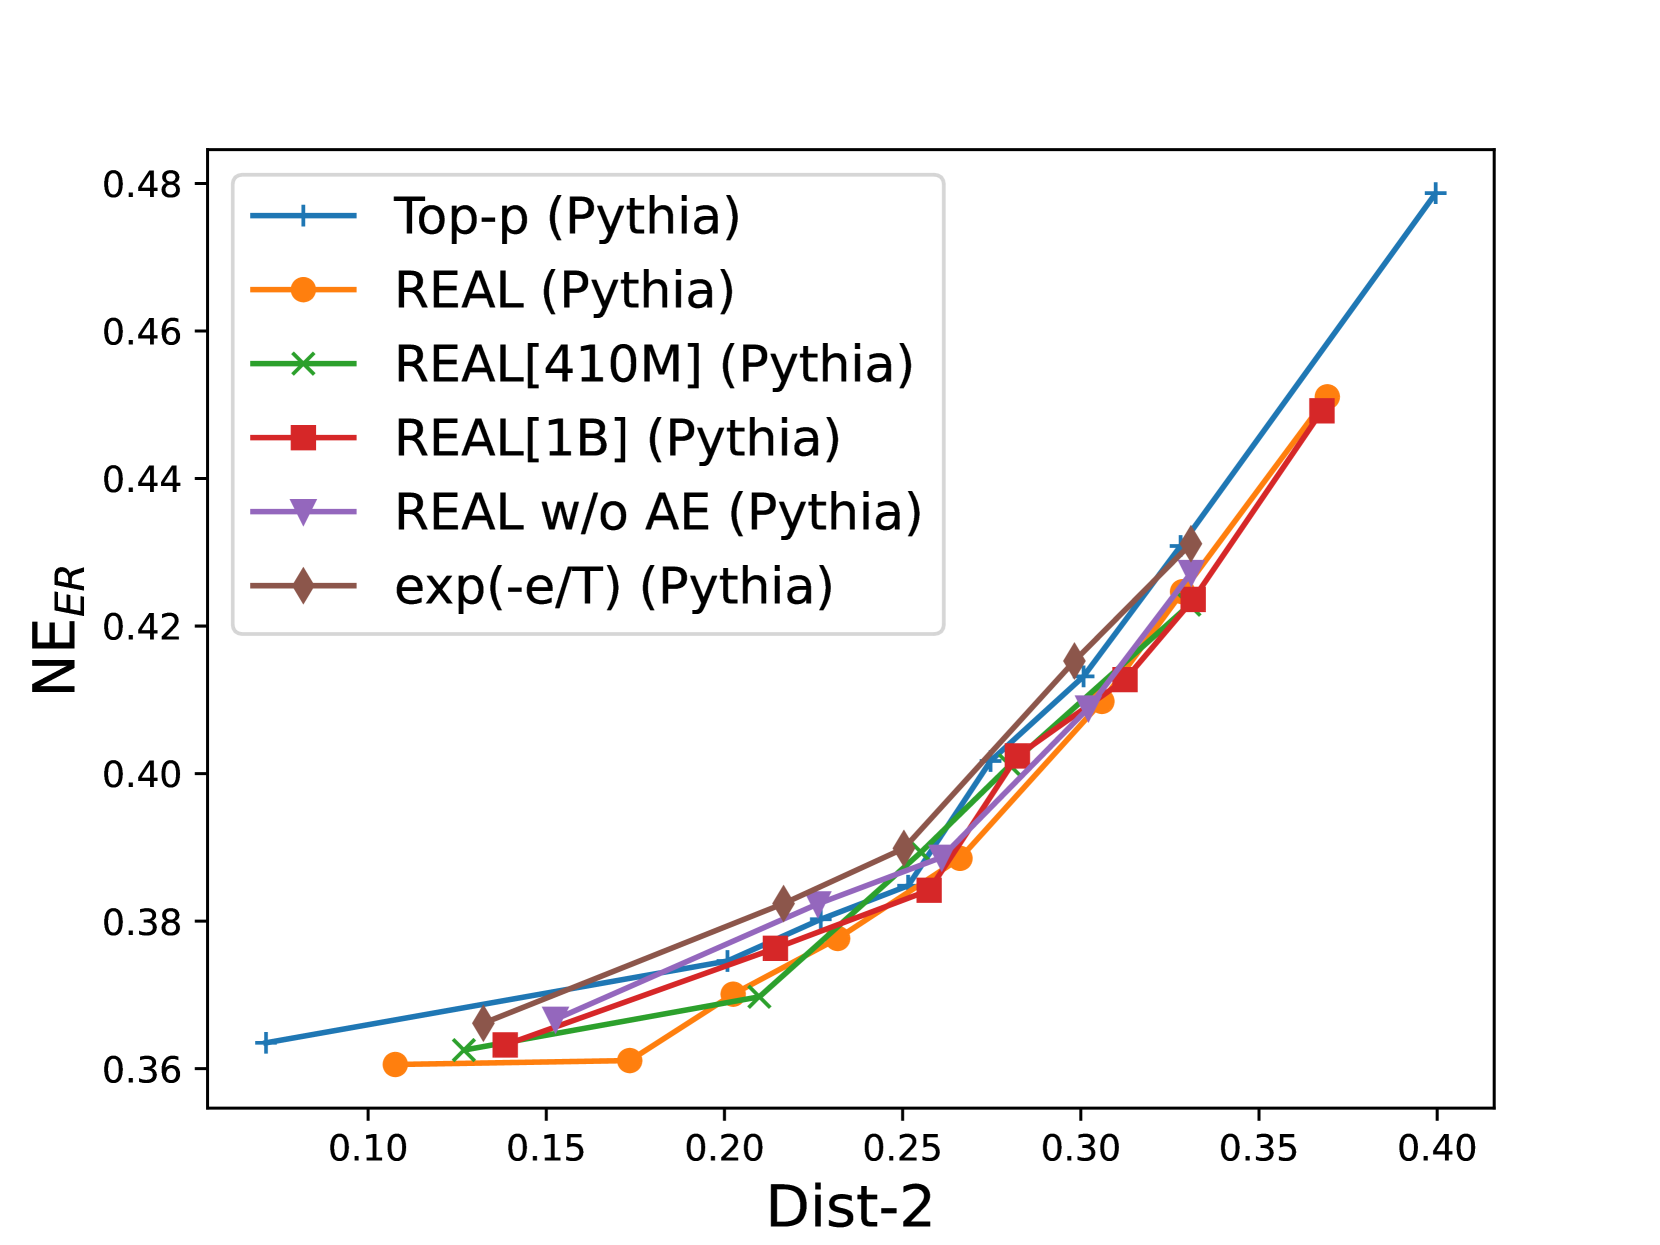 0.48
0.46
0.44
0.42
0.40
0.38
0.36
NE_ER
Top-p (Pythia)
REAL (Pythia)
REAL[410M] (Pythia)
REAL[1B] (Pythia)
REAL w/o AE (Pythia)
exp(-e/T) (Pythia)
0.10 0.15 0.20 0.25 0.30 0.35 0.40
Dist-2